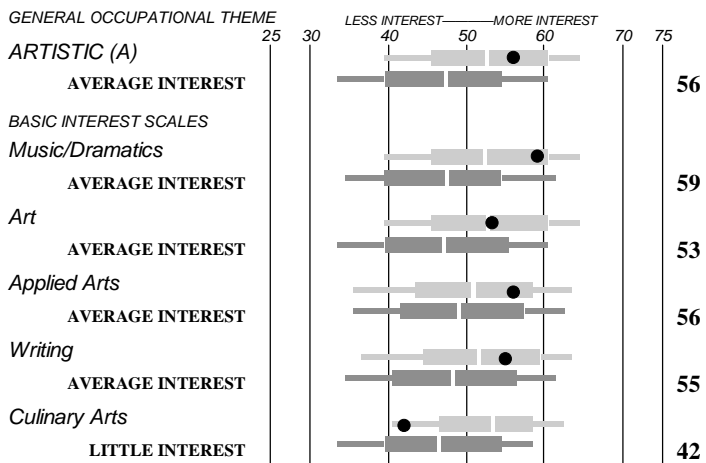 GENERAL OCCUPATIONAL THEME LESS INTEREST MORE INTEREST
25 30 40 50 60 70 75
ARTISTIC (A)
AVERAGE INTEREST 56
BASIC INTEREST SCALES
Music/Dramatics
AVERAGE INTEREST 59
Art
AVERAGE INTEREST 53
Applied Arts
AVERAGE INTEREST 56
Writing
AVERAGE INTEREST 55
Culinary Arts
LITTLE INTEREST 42